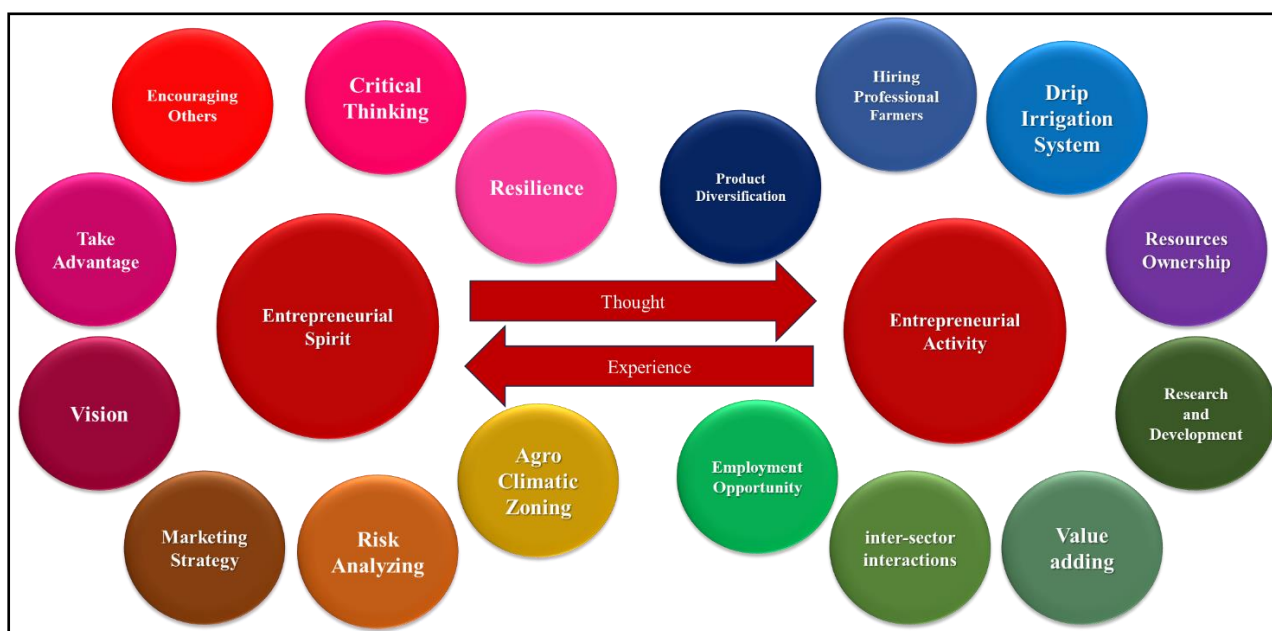 Encouraging
Others
Critical
Thinking
Resilience
Take
Advantage
Entrepreneurial
Spirit
Vision
Marketing
Strategy
Risk
Analyzing
Agro
Climatic
Zoning
Thought
Experience
Product
Diversification
Hiring
Professional
Farmers
Drip
Irrigation
System
Resources
Ownership
Entrepreneurial
Activity
Research
and
Development
Employment
Opportunity
inter-sector
interactions
Value
adding